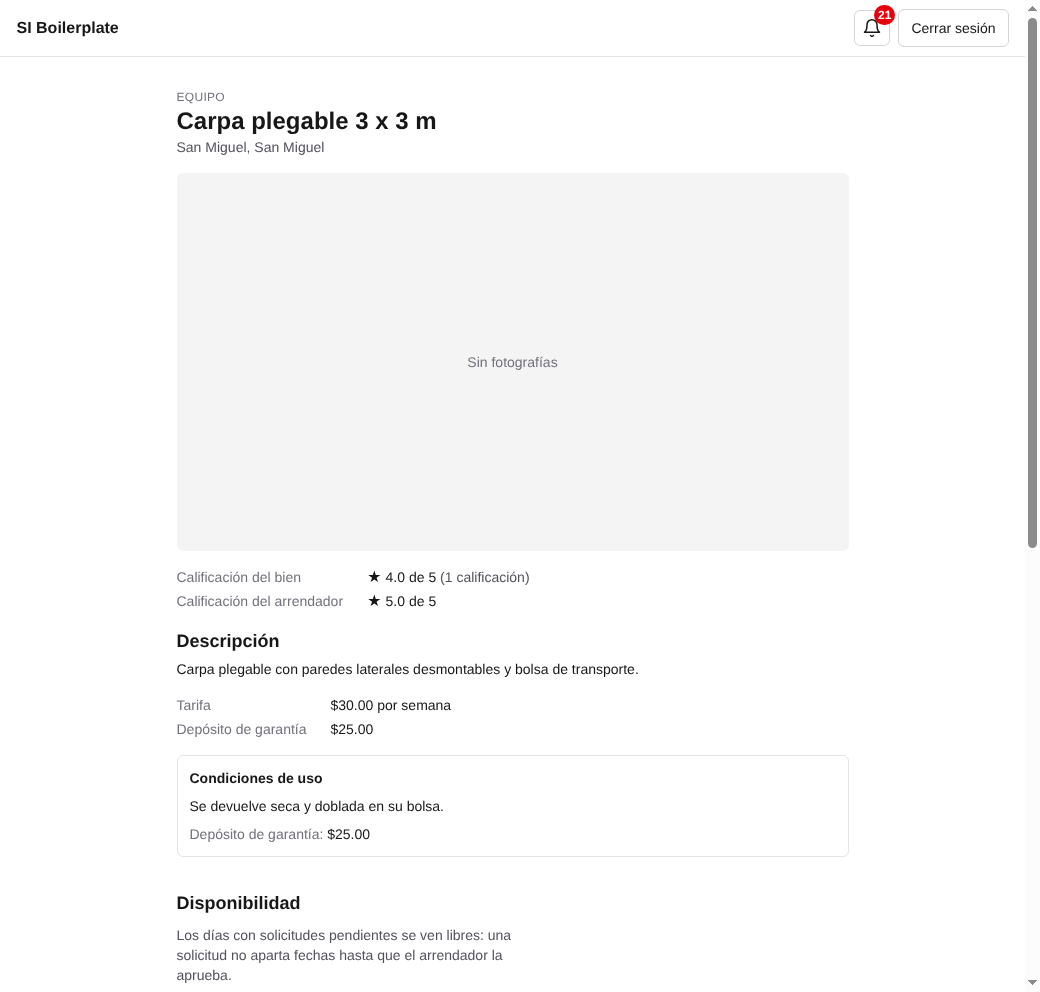 SI Boilerplate
21
Cerrar sesión
EQUIPO
Carpa plegable 3 x 3 m
San Miguel, San Miguel
Sin fotografías
Calificación del bien ★ 4.0 de 5 (1 calificación)
Calificación del arrendador ★ 5.0 de 5
Descripción
Carpa plegable con paredes laterales desmontables y bolsa de transporte.
Tarifa $30.00 por semana
Depósito de garantía $25.00
Condiciones de uso
Se devuelve seca y doblada en su bolsa.
Depósito de garantía: $25.00
Disponibilidad
Los días con solicitudes pendientes se ven libres: una
solicitud no aparta fechas hasta que el arrendador la
aprueba.